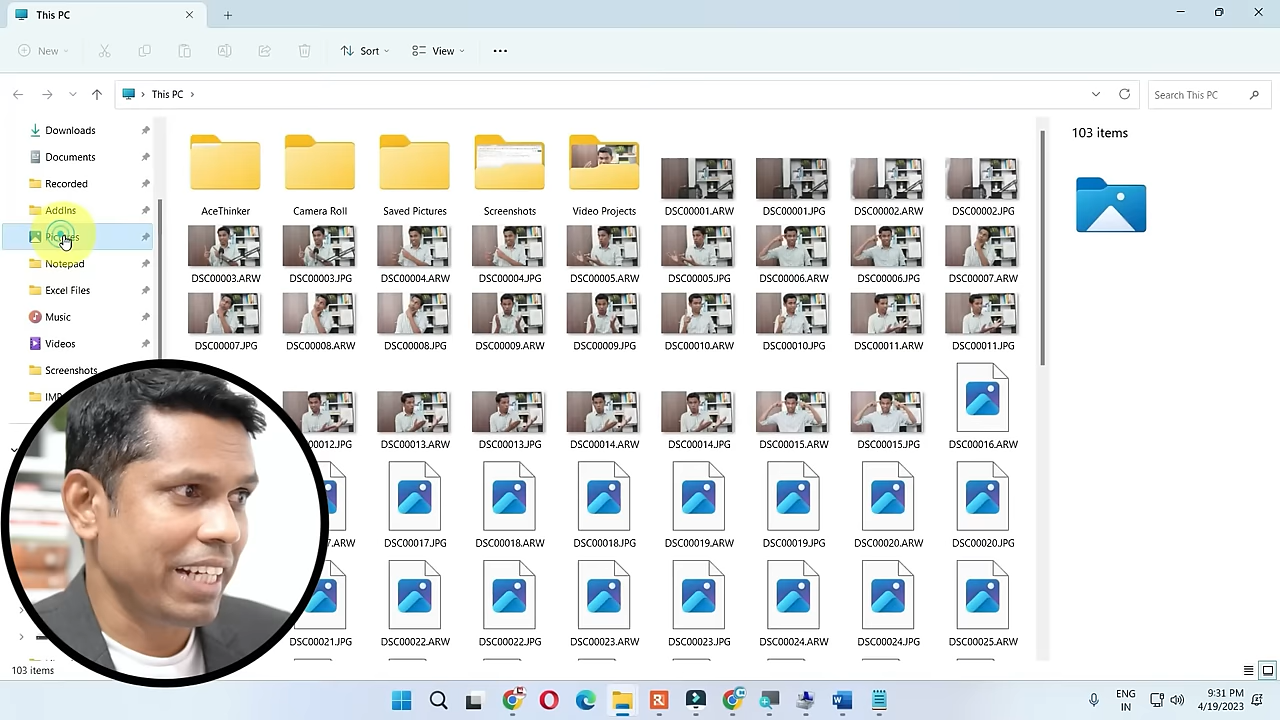 This PC
New
Sort
View
This PC
Search This PC
Downloads
Documents
Recorded
AddIns
Notepad
Excel Files
Music
Videos
Screenshots
103 items
AceThinker Camera Roll Saved Pictures Screenshots Video Projects DSC00001.ARW DSC00001.JPG DSC00002.ARW DSC00002.JPG
DSC00003.ARW DSC00003.JPG DSC00004.ARW DSC00004.JPG DSC00005.ARW DSC00005.JPG DSC00006.ARW DSC00006.JPG DSC00007.ARW
DSC00007.JPG DSC00008.ARW DSC00008.JPG DSC00009.ARW DSC00009.JPG DSC00010.ARW DSC00010.JPG DSC00011.ARW DSC00011.JPG
DSC00013.ARW DSC00013.JPG DSC00014.ARW DSC00014.JPG DSC00015.ARW DSC00015.JPG DSC00016.ARW
DSC00017.JPG DSC00018.ARW DSC00018.JPG DSC00019.ARW DSC00019.JPG DSC00020.ARW DSC00020.JPG
DSC00021.JPG DSC00022.ARW DSC00022.JPG DSC00023.ARW DSC00023.JPG DSC00024.ARW DSC00024.JPG DSC00025.ARW
103 items
ENG
IN
9:31 PM
4/19/2023